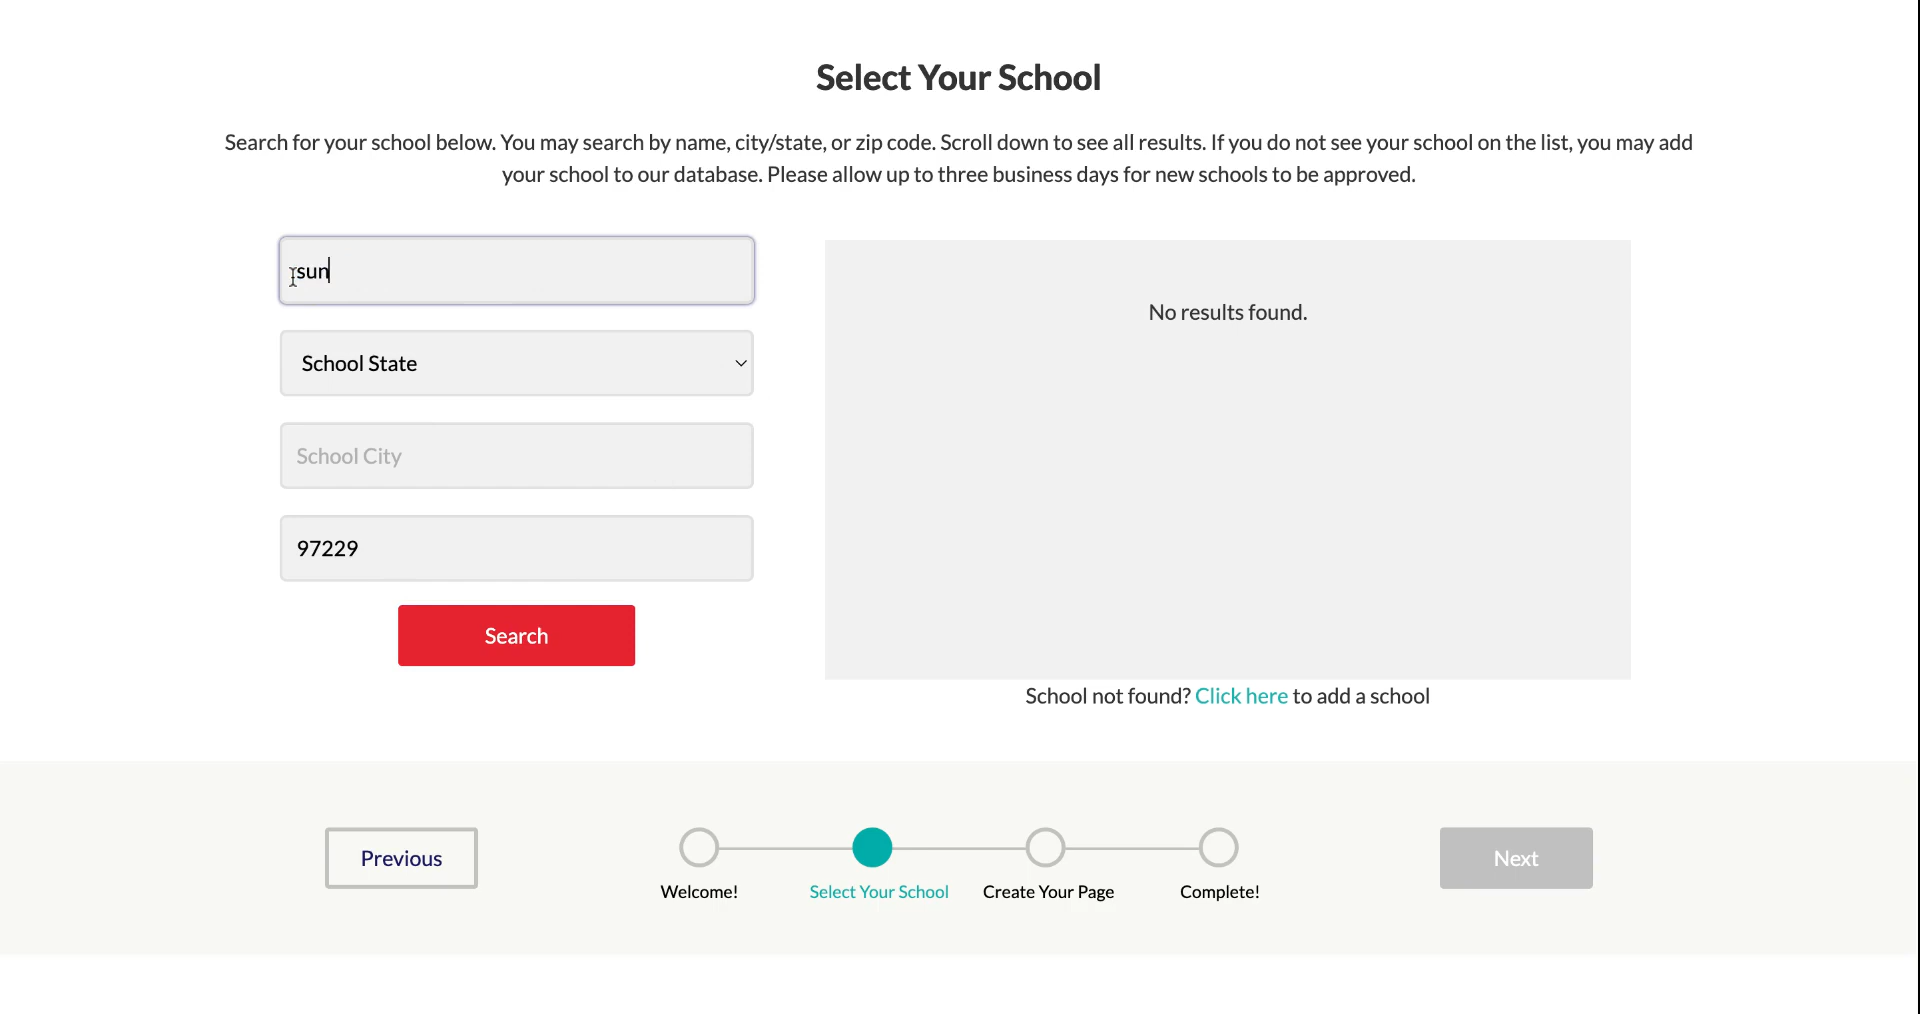 Select Your School
Search for your school below. You may search by name, city/state, or zip code. Scroll down to see all results. If you do not see your school on the list, you may add
your school to our database. Please allow up to three business days for new schools to be approved.
sun
No results found.
School State
School City
97229
Search
School not found? Click here to add a school
Previous
Next
Welcome!
Select Your School
Create Your Page
Complete!